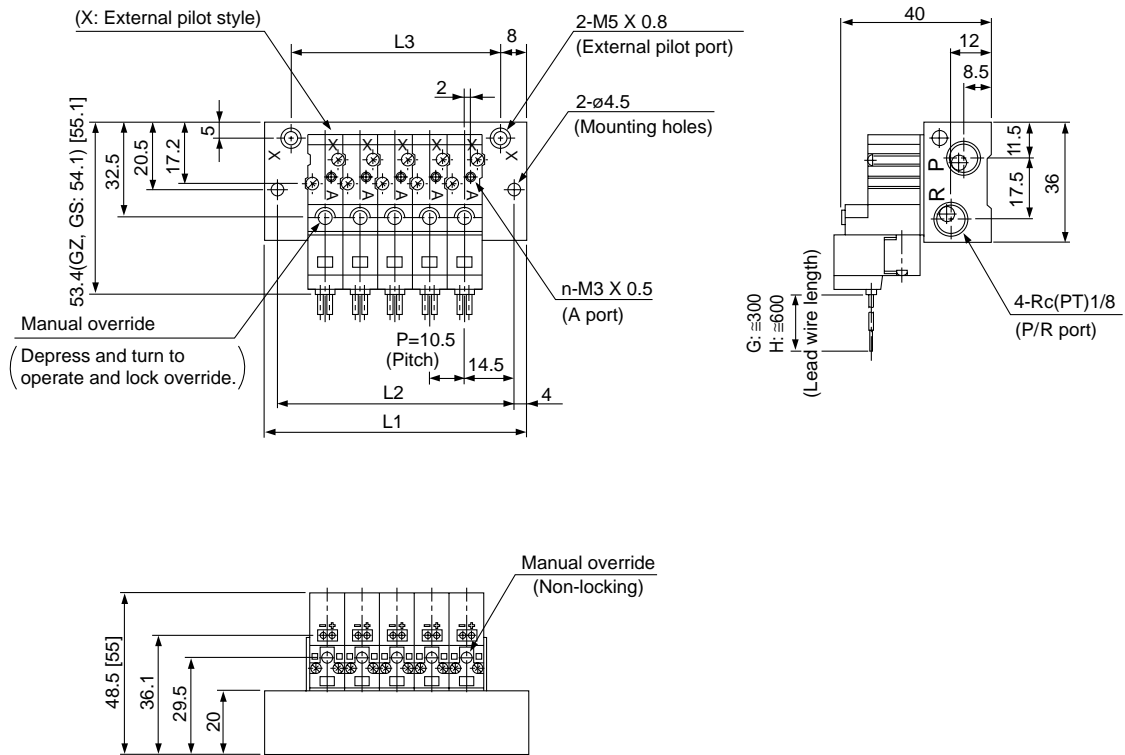 (X: External pilot style)
L3
8
2-M5 X 0.8
(External pilot port)
2
2-ø4.5
(Mounting holes)
53.4(GZ, GS: 54.1) [55.1]
32.5
20.5
17.2
5
X
X
X X X X X
A A A A A
n-M3 X 0.5
(A port)
Manual override
(Depress and turn to
operate and lock override.)
P=10.5
(Pitch)
14.5
L2
4
L1
40
12
8.5
11.5
17.5
36
P
R
G: ≅300
H: ≅600
(Lead wire length)
4-Rc(PT)1/8
(P/R port)
Manual override
(Non-locking)
48.5 [55]
36.1
29.5
20
- + - + - + - + - +